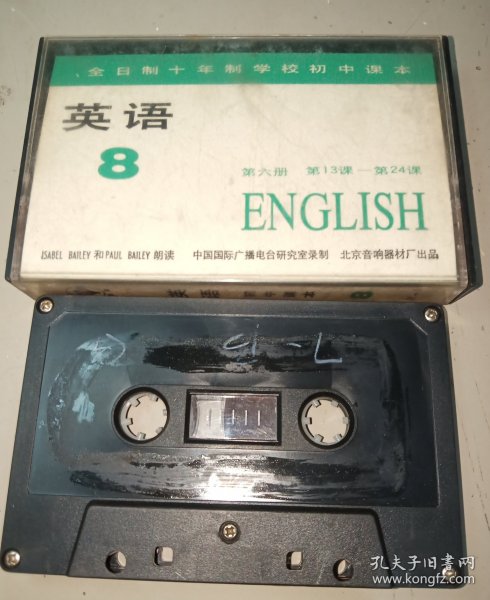 全日制十年制学校初中课本
英语
8
第六册 第13课—第24课
ENGLISH
ISABEL BAILEY 和 PAUL BAILEY 朗读 中国国际广播电台研究室录制 北京音响器材厂出品
英语 8
孔夫子旧书网
www.kongfz.com